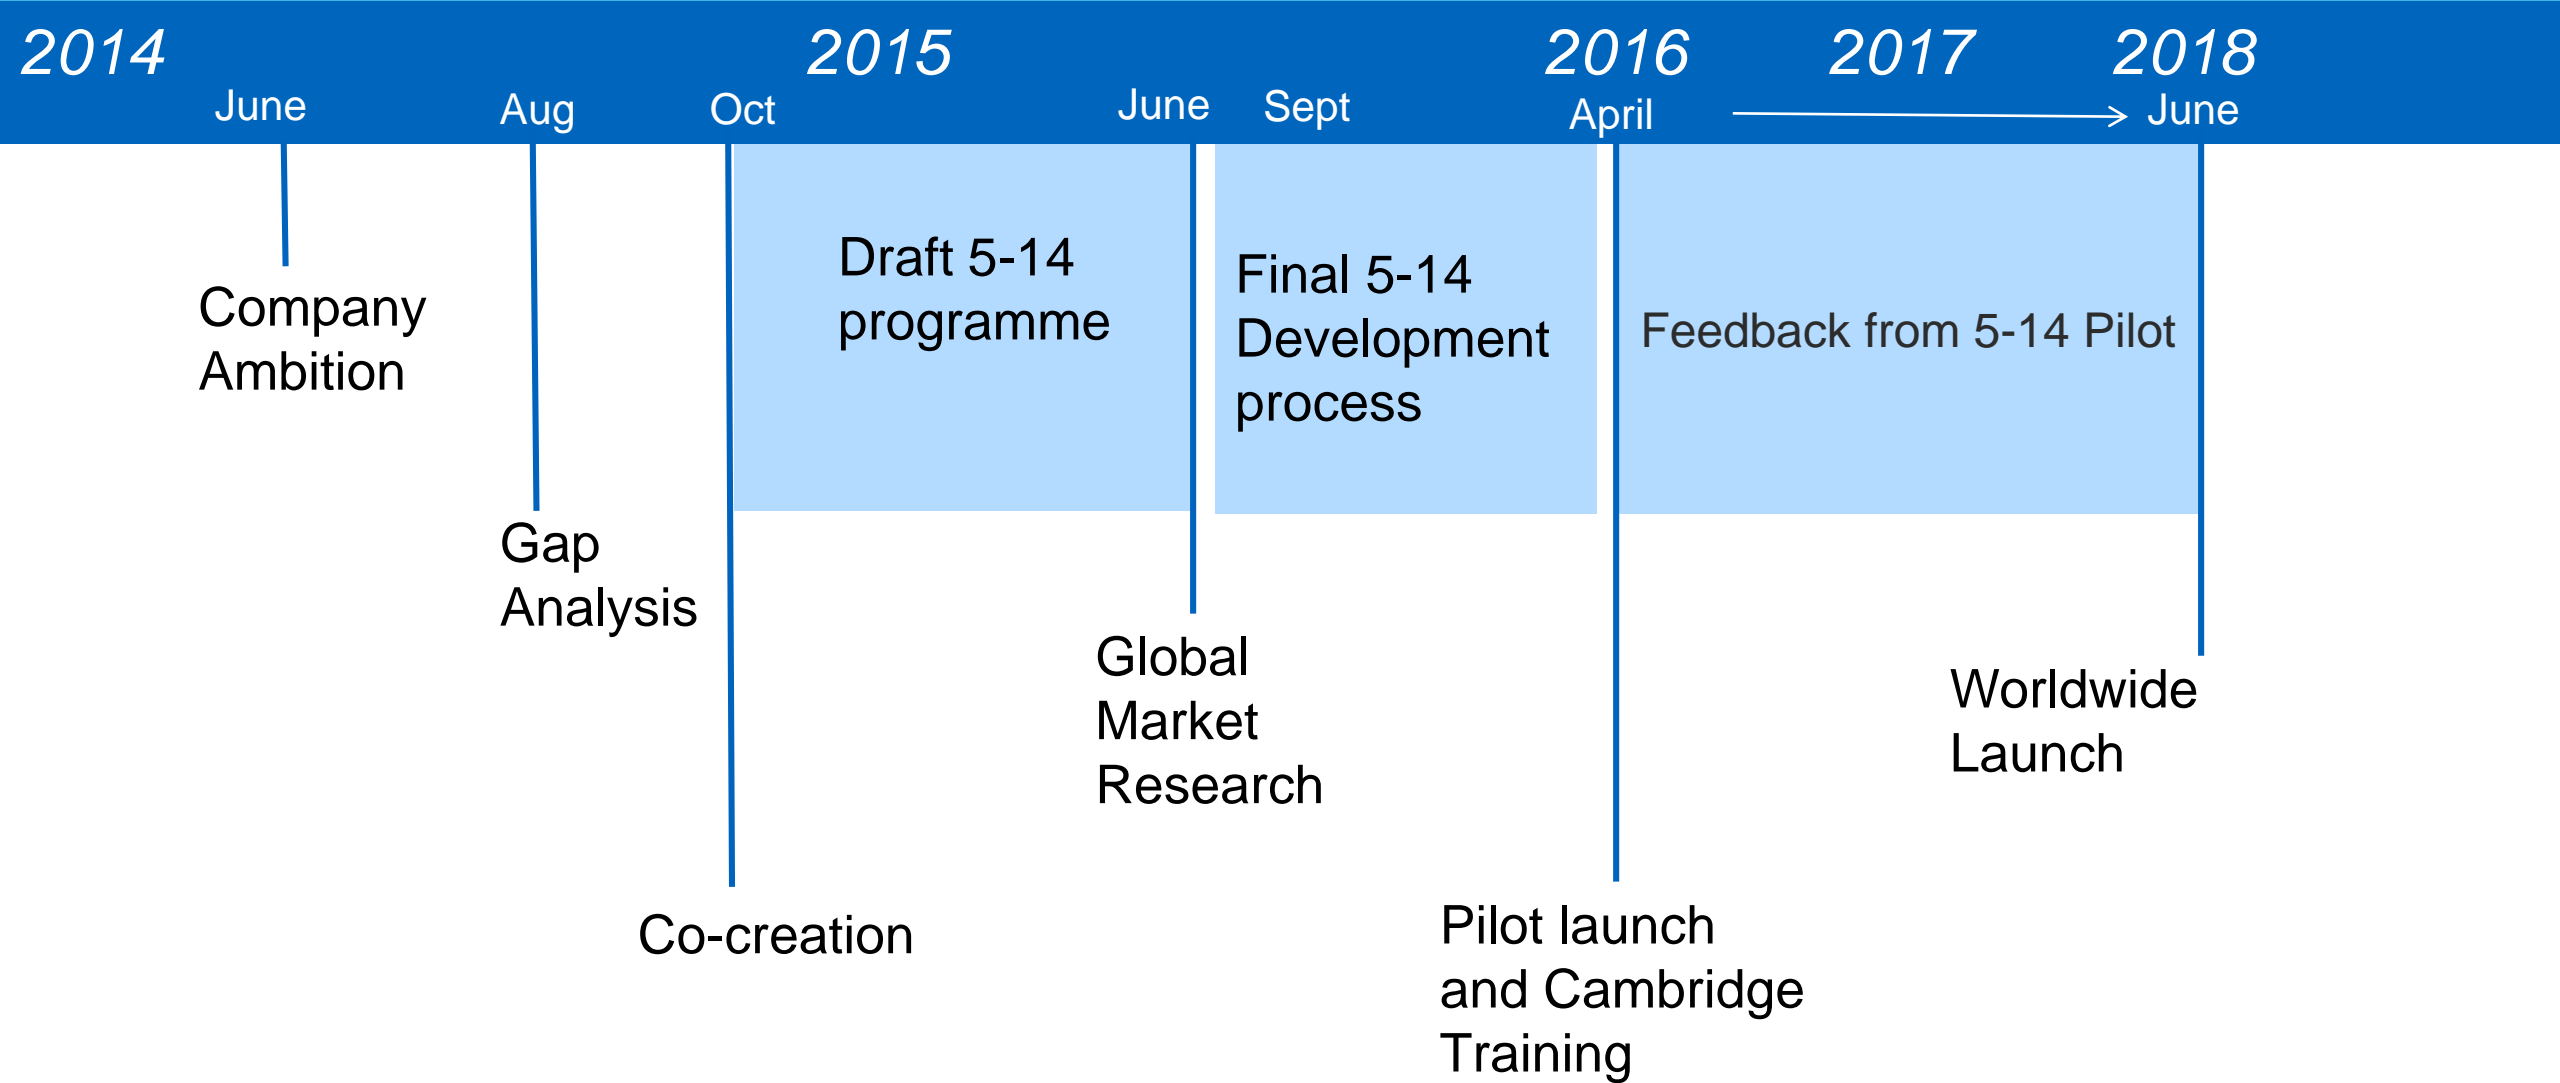 2014 2015 2016 2017 2018
June Aug Oct June Sept April June
Draft 5-14
programme
Final 5-14
Development
process
Feedback from 5-14 Pilot
Company
Ambition
Gap
Analysis
Global
Market
Research
Worldwide
Launch
Co-creation
Pilot launch
and Cambridge
Training